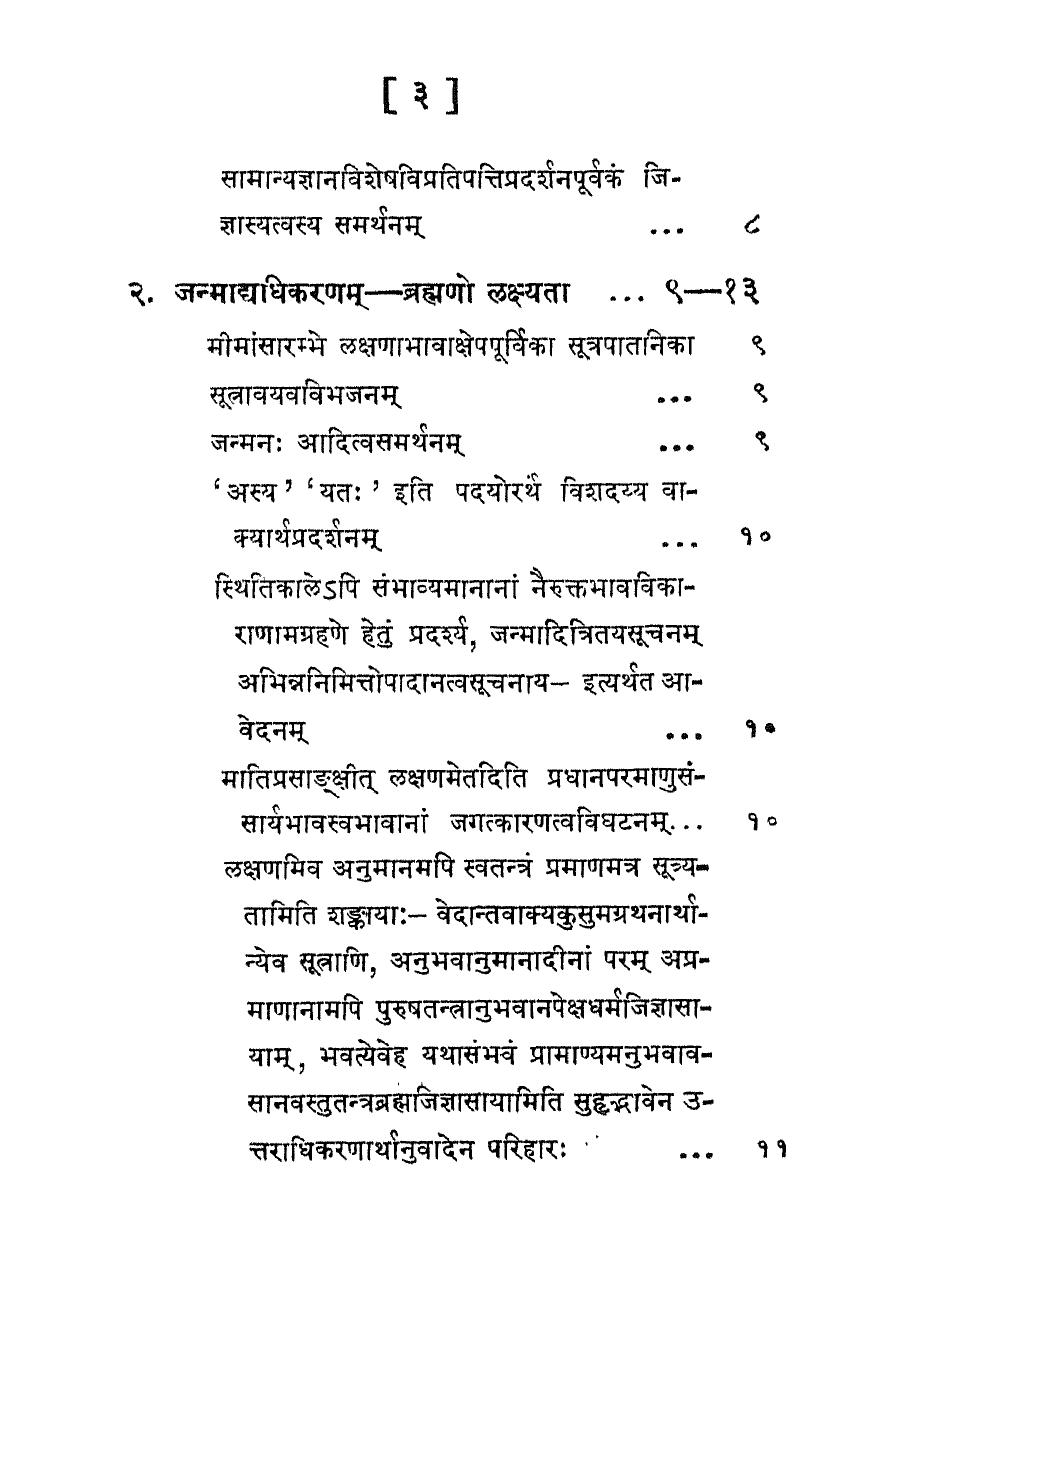 [ ३ ]
सामान्यज्ञानविशेषविप्रतिपत्तिप्रदर्शनपूर्वकं जि-
ज्ञास्यत्वस्य समर्थनम् ... ८
२. जन्माद्यधिकरणम्—ब्रह्मणो लक्ष्यता ... ९—१३
मीमांसारम्भे लक्षणाभावाक्षेपपूर्विका सूत्रपातनिका ९
सूत्रावयवविभजनम् ... ९
जन्मनः आदित्वसमर्थनम् ... ९
‘अस्य’ ‘यतः’ इति पदयोरर्थं विशदय्य वा-
क्यार्थप्रदर्शनम् ... १०
स्थितिकालेऽपि संभाव्यमानानां नैरुक्तभावविका-
राणामग्रहणे हेतुं प्रदर्श्य, जन्मादित्रितयसूचनम्
अभिन्ननिमित्तोपादानत्वसूचनाय— इत्यर्थत आ-
वेदनम् ... १०
मातिप्रसाङ्क्षीत् लक्षणमेतदिति प्रधानपरमाणुसं-
सार्यभावस्वभावानां जगत्कारणत्वविघटनम्... १०
लक्षणमिव अनुमानमपि स्वतन्त्रं प्रमाणमत्र सूत्र्य-
तामिति शङ्कायाः— वेदान्तवाक्यकुसुमग्रथनार्था-
न्येव सूत्राणि, अनुभवानुमानादीनां परम् अप्र-
माणानामपि पुरुषतन्त्रानुभवानपेक्षधर्मजिज्ञासा-
याम्, भवत्येवेह यथासंभवं प्रामाण्यमनुभवाव-
सानवस्तुतन्त्रब्रह्मजिज्ञासायामिति सुहृद्भावेन उ-
त्तराधिकरणार्थानुवादेन परिहारः ... ११